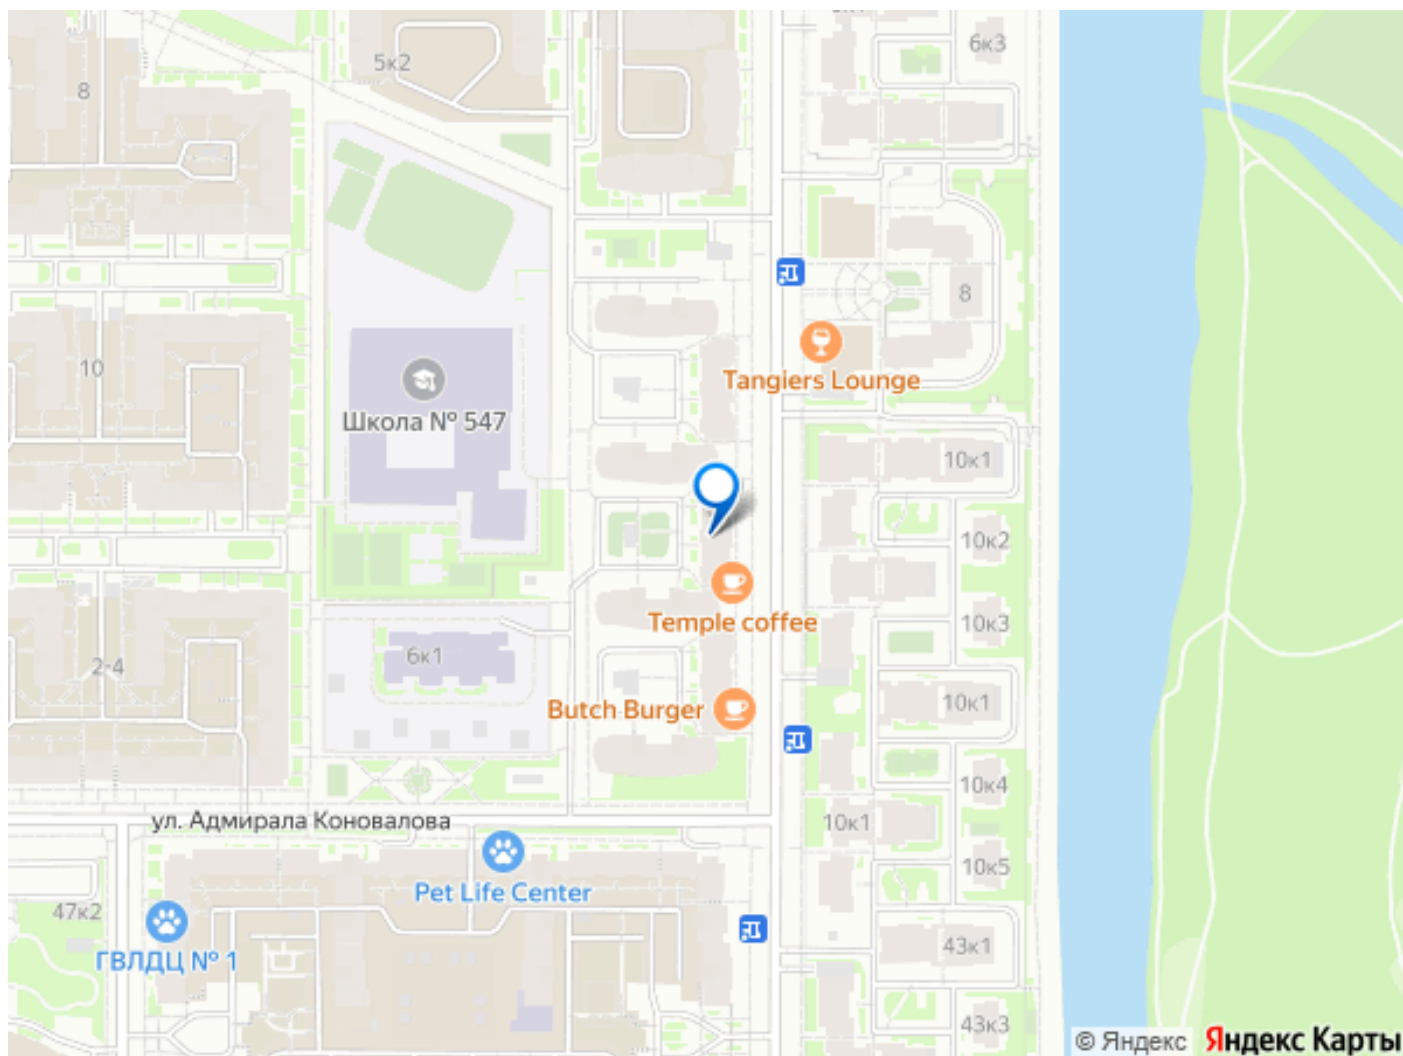 5к2
6к3
8
8
10
Школа № 547
Tangiers Lounge
10к1
10к2
Temple coffee
10к3
6к1
2-4
10к1
Butch Burger
10к4
ул. Адмирала Коновалова
10к1
10к5
Pet Life Center
47к2
ГВЛДЦ № 1
43к1
43к3
© Яндекс Яндекс Карты